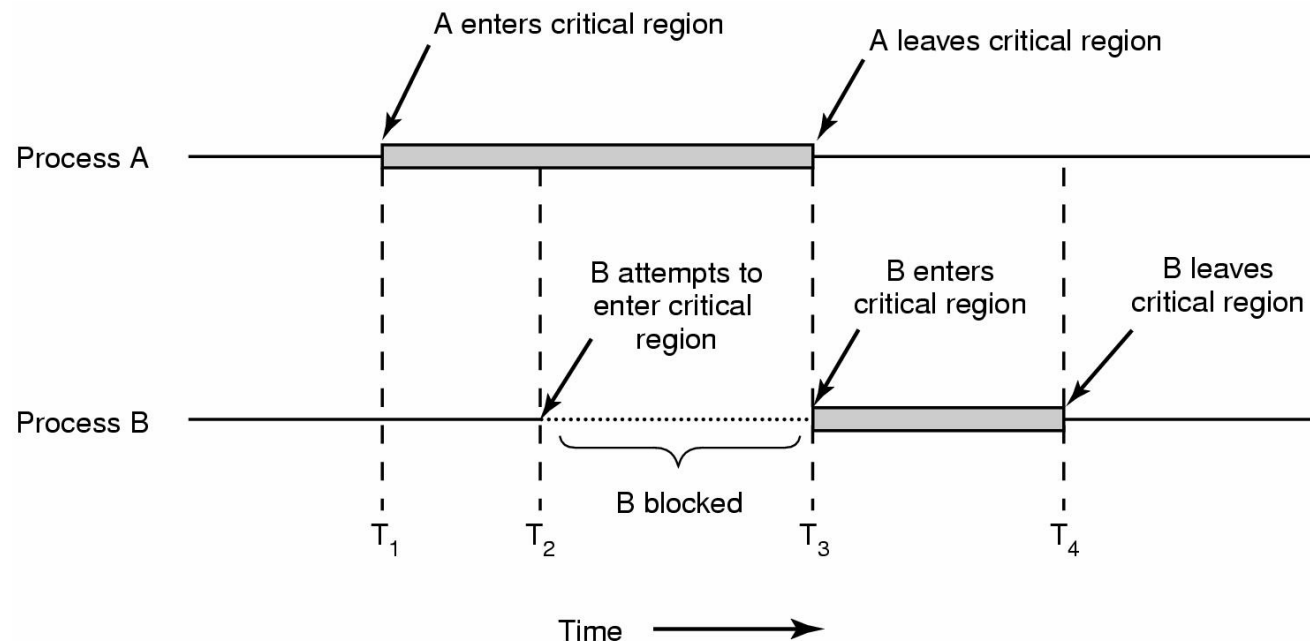 A enters critical region
A leaves critical region
Process A
B attempts to
enter critical
region
B enters
critical region
B leaves
critical region
Process B
B blocked
T1
T2
T3
T4
Time